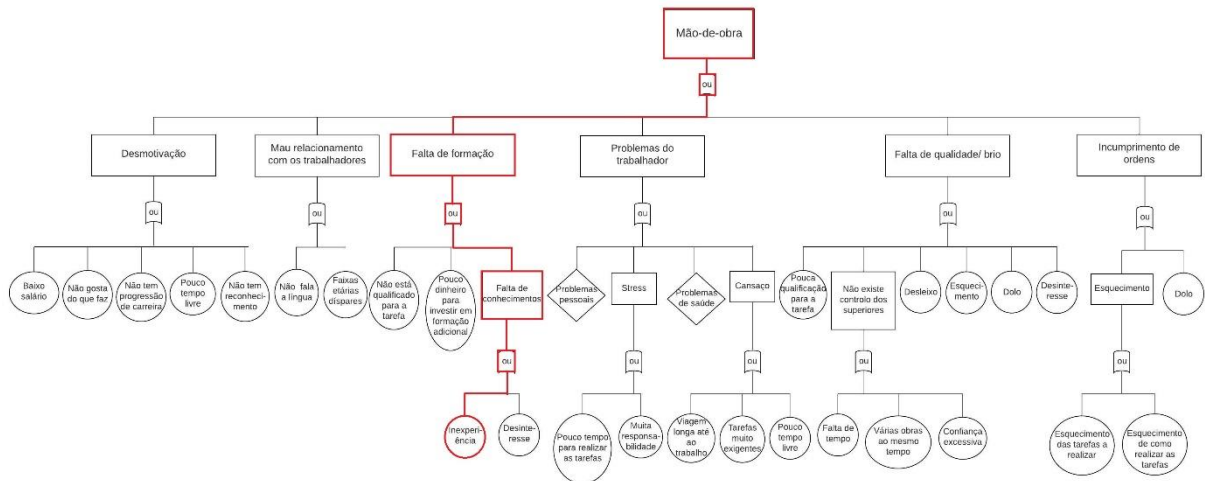 Mão-de-obra
ou
Desmotivação
Mau relacionamento
com os trabalhadores
Falta de formação
Problemas do
trabalhador
Falta de qualidade/ brio
Incumprimento de
ordens
ou
ou
ou
ou
ou
ou
Baixo
salário
Não gosta
do que faz
Não tem
progressão
de carreira
Pouco
tempo
livre
Não tem
reconheci-
mento
Não fala
a língua
Faixas
etárias
díspares
Não está
qualificado
para a
tarefa
Pouco
dinheiro
para
investir em
formação
adicional
Falta de
conhecimentos
Problemas
pessoais
Stress
Problemas
de saúde
Cansaço
Pouca
qualificação
para a
tarefa
Não existe
controlo dos
superiores
Desleixo
Esqueci-
mento
Dolo
Desinte-
resse
Esquecimento
Dolo
ou
ou
ou
ou
ou
Inexperi-
ência
Desinte-
resse
Pouco tempo
para realizar
as tarefas
Muita
responsa-
bilidade
Viagem
longa até
ao
trabalho
Tarefas
muito
exigentes
Pouco
tempo
livre
Falta de
tempo
Várias obras
ao mesmo
tempo
Confiança
excessiva
Esquecimento
das tarefas a
realizar
Esquecimento
de como
realizar as
tarefas